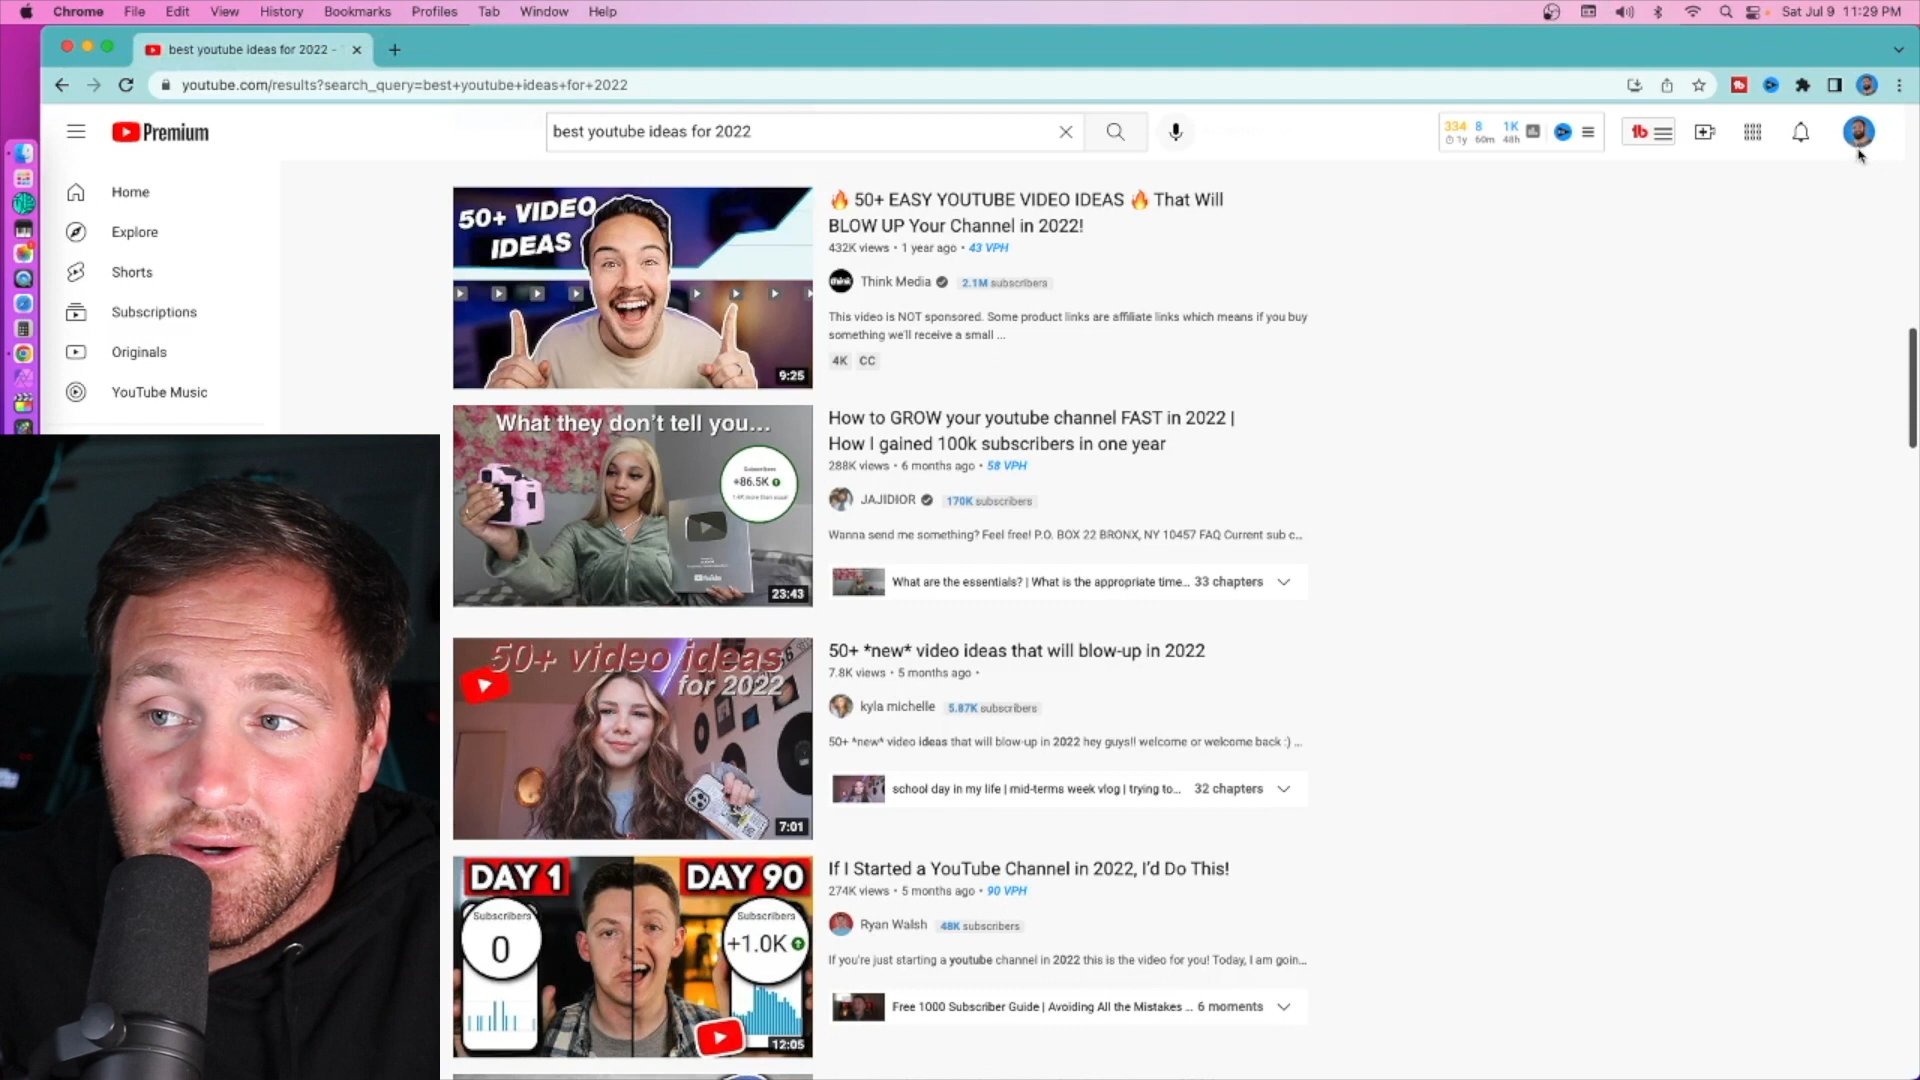 Chrome File Edit View History Bookmarks Profiles Tab Window Help
Sat Jul 9 11:29 PM
best youtube ideas for 2022 -
youtube.com/results?search_query=best+youtube+ideas+for+2022
Premium
best youtube ideas for 2022
334 8 1K
1y 60m 48h
tb
Home
Explore
Shorts
Subscriptions
Originals
YouTube Music
50+ VIDEO
IDEAS
9:25
🔥 50+ EASY YOUTUBE VIDEO IDEAS 🔥 That Will
BLOW UP Your Channel in 2022!
432K views • 1 year ago • 43 VPH
think
Think Media 2.1M subscribers
This video is NOT sponsored. Some product links are affiliate links which means if you buy
something we'll receive a small ...
4K CC
What they don't tell you...
Subscribers
+86.5K
YouTube
23:43
How to GROW your youtube channel FAST in 2022 |
How I gained 100k subscribers in one year
288K views • 6 months ago • 58 VPH
JAJIDIOR 170K subscribers
Wanna send me something? Feel free! P.O. BOX 22 BRONX, NY 10457 FAQ Current sub c...
What are the essentials? | What is the appropriate time... 33 chapters
50+ video ideas
for 2022
7:01
50+ *new* video ideas that will blow-up in 2022
7.8K views • 5 months ago •
kyla michelle 5.87K subscribers
50+ *new* video ideas that will blow-up in 2022 hey guys!! welcome or welcome back :) ...
school day in my life | mid-terms week vlog | trying to... 32 chapters
DAY 1 DAY 90
Subscribers
0
Subscribers
+1.0K
12:05
If I Started a YouTube Channel in 2022, I'd Do This!
274K views • 5 months ago • 90 VPH
Ryan Walsh 48K subscribers
If you're just starting a youtube channel in 2022 this is the video for you! Today, I am goin...
Free 1000 Subscriber Guide | Avoiding All the Mistakes ... 6 moments